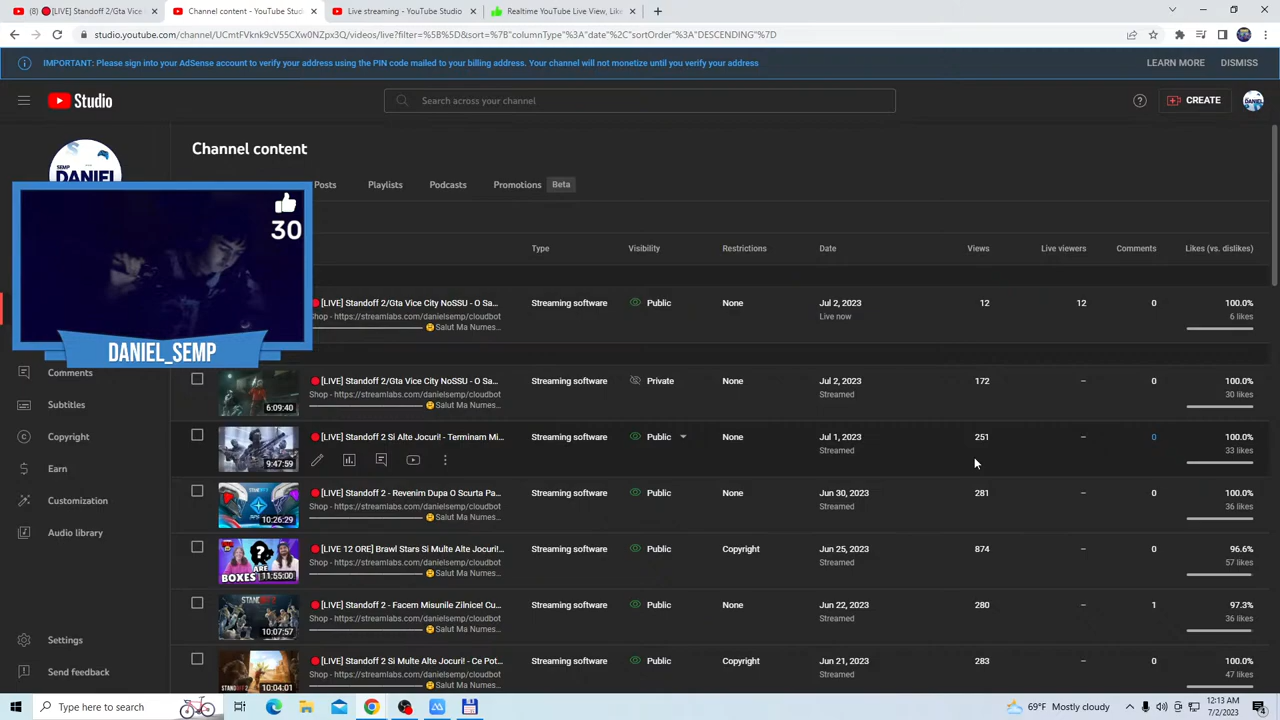 (8) 🔴[LIVE] Standoff 2/Gta Vice C
Channel content - YouTube Stud
Live streaming - YouTube Studio
Realtime YouTube Live View, Like
studio.youtube.com/channel/UCmtFVknk9cV55CXw0NZpx3Q/videos/live?filter=%5B%5D&sort=%7B"columnType"%3A"date"%2C"sortOrder"%3A"DESCENDING"%7D
IMPORTANT: Please sign into your AdSense account to verify your address using the PIN code mailed to your billing address. Your channel will not monetize until you verify your address
LEARN MORE
DISMISS
Studio
Search across your channel
CREATE
SEMP
DANIEL
Channel content
Posts
Playlists
Podcasts
Promotions
Beta
30
DANIEL_SEMP
Type
Visibility
Restrictions
Date
Views
Live viewers
Comments
Likes (vs. dislikes)
🔴[LIVE] Standoff 2/Gta Vice City NoSSU - O Sa... Streaming software Public None Jul 2, 2023 12 12 0 100.0%
Shop - https://streamlabs.com/danielsemp/cloudbot Live now 6 likes
Salut Ma Numes...
🔴[LIVE] Standoff 2/Gta Vice City NoSSU - O Sa... Streaming software Private None Jul 2, 2023 172 – 0 100.0%
Shop - https://streamlabs.com/danielsemp/cloudbot Streamed 30 likes
6:09:40 Salut Ma Numes...
🔴[LIVE] Standoff 2 Si Alte Jocuri! - Terminam Mi... Streaming software Public None Jul 1, 2023 251 – 0 100.0%
Streamed 33 likes
9:47:59
🔴[LIVE] Standoff 2 - Revenim Dupa O Scurta Pa... Streaming software Public None Jun 30, 2023 281 – 0 100.0%
Shop - https://streamlabs.com/danielsemp/cloudbot Streamed 36 likes
10:26:29 Salut Ma Numes...
🔴[LIVE 12 ORE] Brawl Stars Si Multe Alte Jocuri!... Streaming software Public Copyright Jun 25, 2023 874 – 0 96.6%
Shop - https://streamlabs.com/danielsemp/cloudbot Streamed 57 likes
ARE
BOXES 11:55:00 Salut Ma Numes...
🔴[LIVE] Standoff 2 - Facem Misunile Zilnice! Cu... Streaming software Public None Jun 22, 2023 280 – 1 97.3%
STANDOFF 2 Shop - https://streamlabs.com/danielsemp/cloudbot Streamed 36 likes
10:07:57 Salut Ma Numes...
🔴[LIVE] Standoff 2 Si Multe Alte Jocuri! - Ce Pot... Streaming software Public Copyright Jun 21, 2023 283 – 0 100.0%
Shop - https://streamlabs.com/danielsemp/cloudbot Streamed 47 likes
STANDOFF 2 10:04:01 Salut Ma Numes...
Comments
Subtitles
Copyright
Earn
Customization
Audio library
Settings
Send feedback
Type here to search
69°F Mostly cloudy
12:13 AM
7/2/2023
4